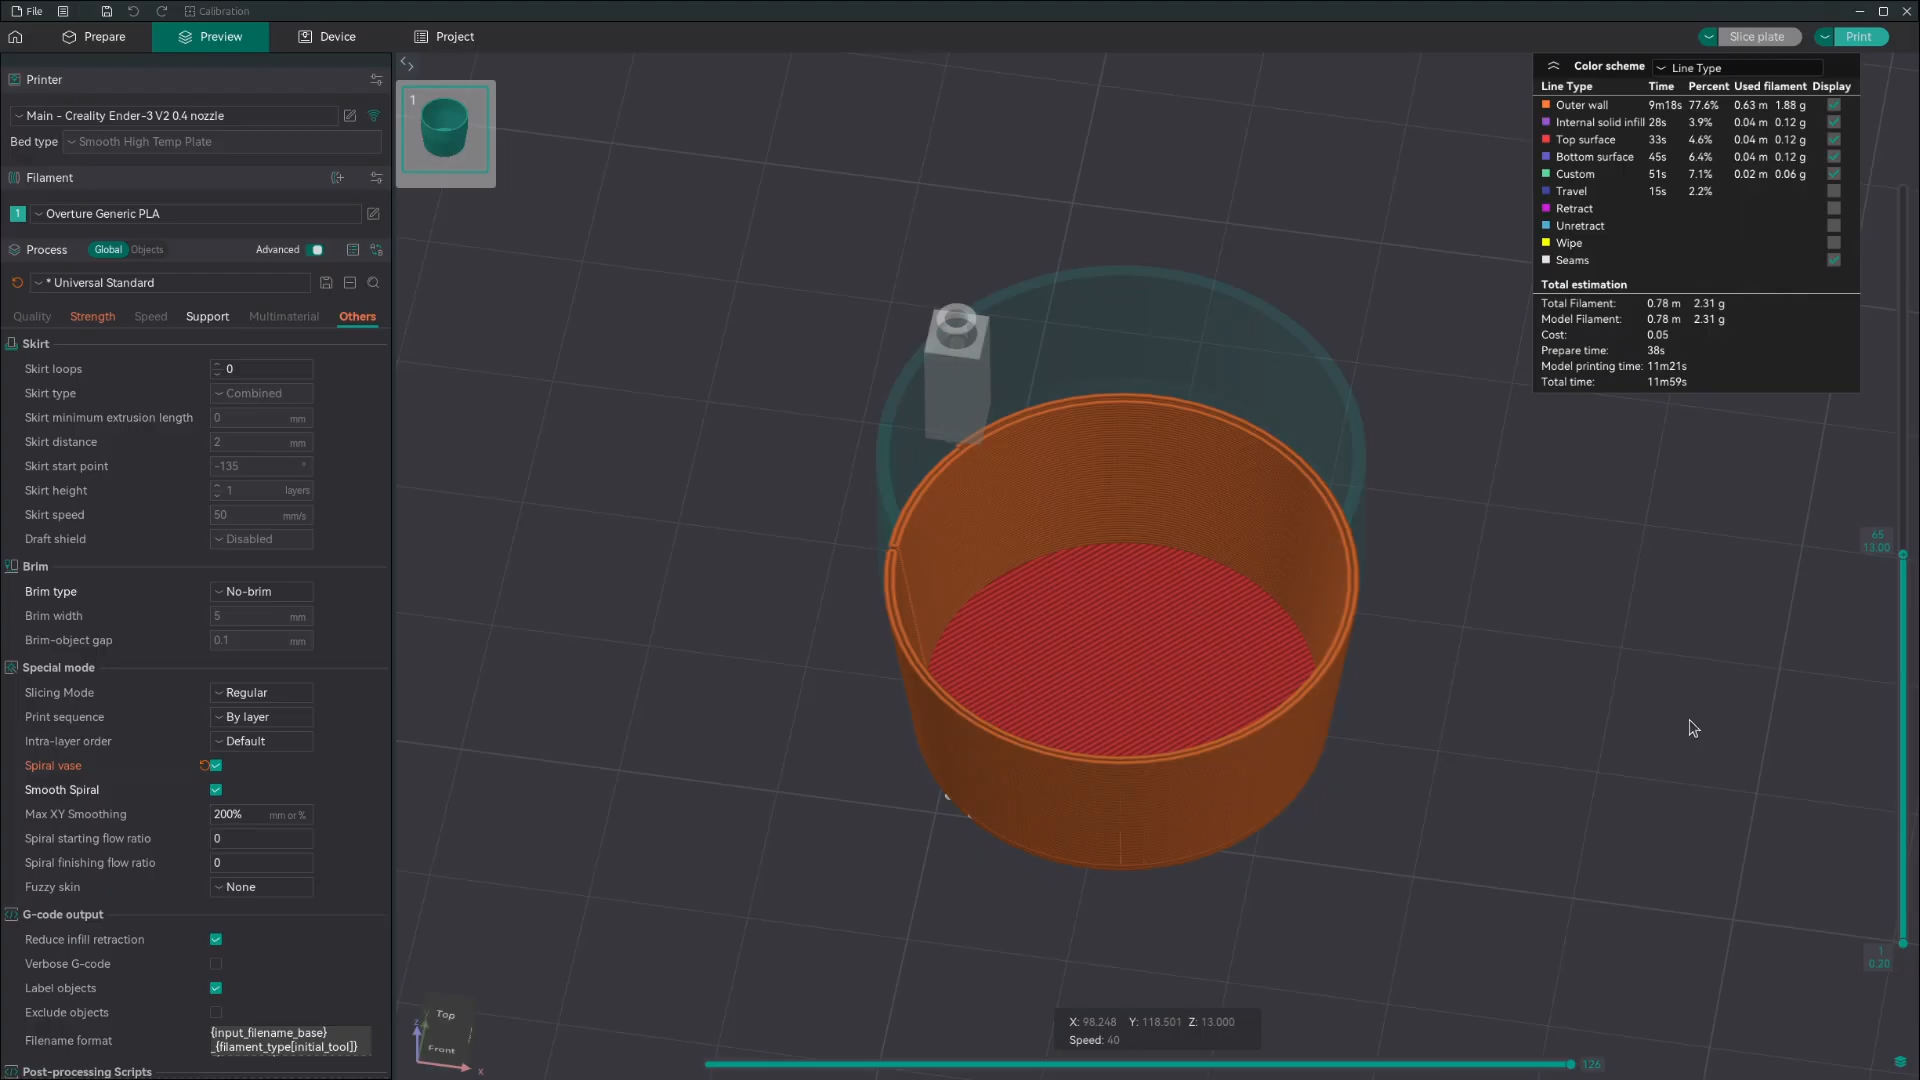 File
Calibration
Prepare
Preview
Device
Project
Slice plate
Print
Printer
Main - Creality Ender-3 V2 0.4 nozzle
Bed type
Smooth High Temp Plate
Filament
1
Overture Generic PLA
Process
Global
Objects
Advanced
* Universal Standard
Quality
Strength
Speed
Support
Multimaterial
Others
Skirt
Skirt loops 0
Skirt type Combined
Skirt minimum extrusion length 0 mm
Skirt distance 2 mm
Skirt start point -135 °
Skirt height 1 layers
Skirt speed 50 mm/s
Draft shield Disabled
Brim
Brim type No-brim
Brim width 5 mm
Brim-object gap 0.1 mm
Special mode
Slicing Mode Regular
Print sequence By layer
Intra-layer order Default
Spiral vase
Smooth Spiral
Max XY Smoothing 200% mm or %
Spiral starting flow ratio 0
Spiral finishing flow ratio 0
Fuzzy skin None
G-code output
Reduce infill retraction
Verbose G-code
Label objects
Exclude objects
Filename format
{input_filename_base}
_{filament_type[initial_tool]}
Post-processing Scripts
1
Color scheme Line Type
Line Type Time Percent Used filament Display
Outer wall 9m18s 77.6% 0.63 m 1.88 g
Internal solid infill 28s 3.9% 0.04 m 0.12 g
Top surface 33s 4.6% 0.04 m 0.12 g
Bottom surface 45s 6.4% 0.04 m 0.12 g
Custom 51s 7.1% 0.02 m 0.06 g
Travel 15s 2.2%
Retract
Unretract
Wipe
Seams
Total estimation
Total Filament: 0.78 m 2.31 g
Model Filament: 0.78 m 2.31 g
Cost: 0.05
Prepare time: 38s
Model printing time: 11m21s
Total time: 11m59s
65
13.00
1
0.20
Top
Front
z
x
X: 98.248 Y: 118.501 Z: 13.000
Speed: 40
126